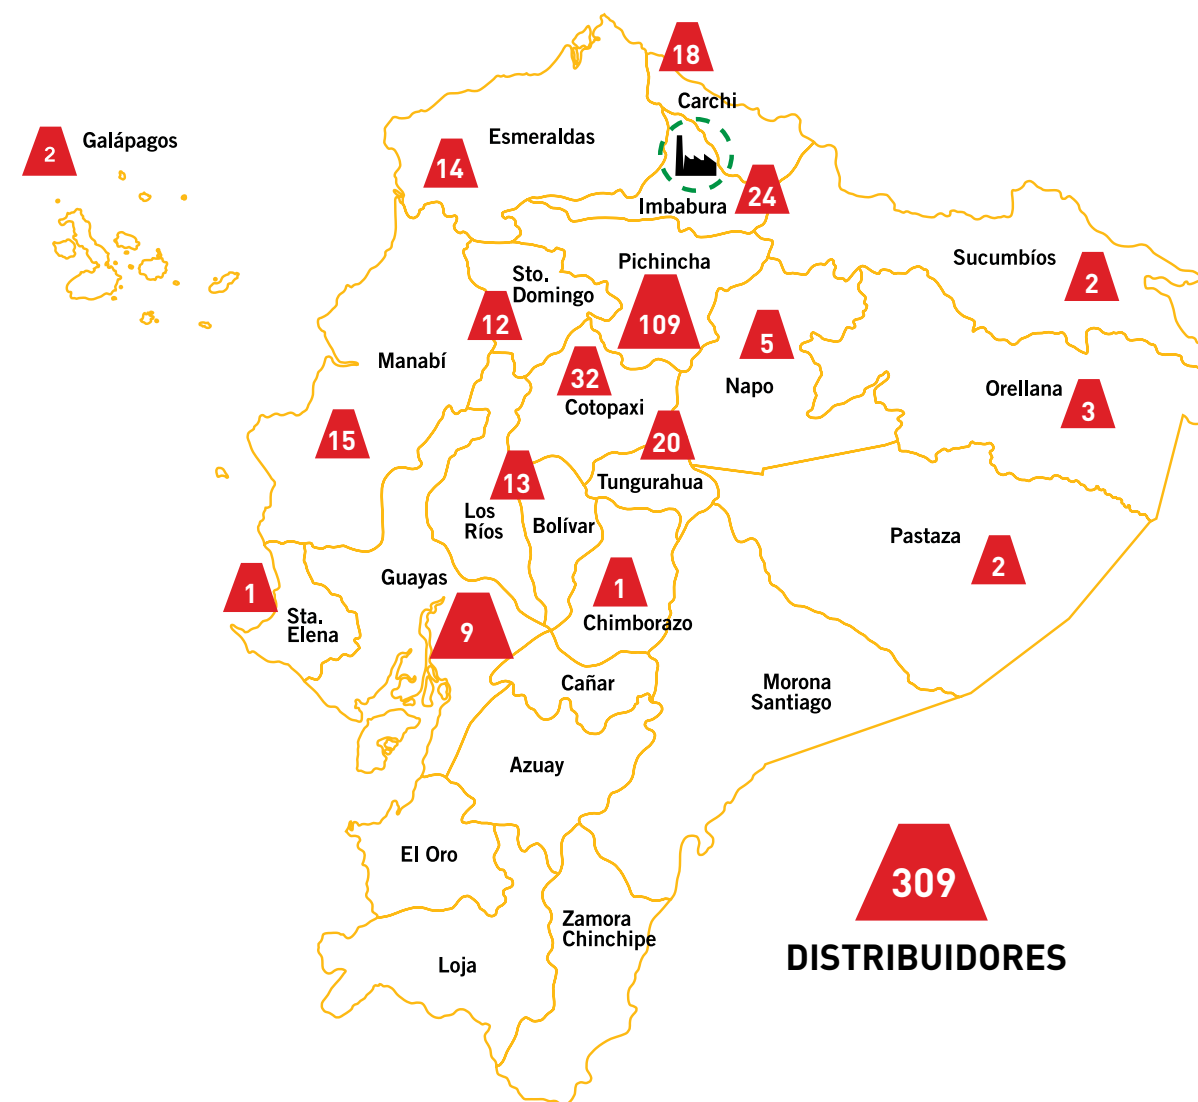 18
Carchi
2
Galápagos
Esmeraldas
14
Imbabura
24
Pichincha
109
Sucumbíos
2
Sto.
Domingo
12
5
Napo
Manabí
15
32
Cotopaxi
Orellana
3
20
Tungurahua
13
Los
Ríos
Bolívar
Pastaza
2
1
Sta.
Elena
Guayas
9
1
Chimborazo
Cañar
Morona
Santiago
Azuay
El Oro
309
DISTRIBUIDORES
Zamora
Chinchipe
Loja